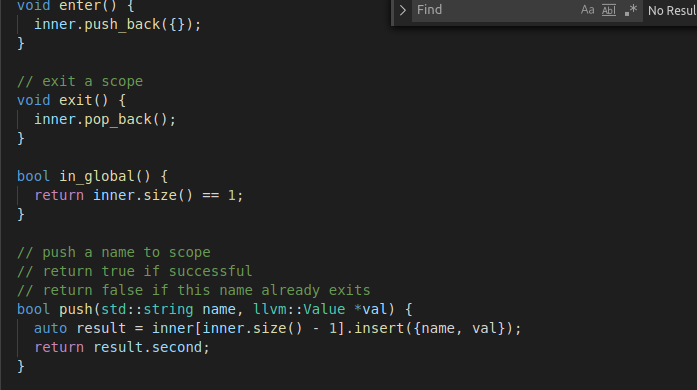 void enter() {
  inner.push_back({});
}
> Find Aa Abl .* No Resul
// exit a scope
void exit() {
  inner.pop_back();
}

bool in_global() {
  return inner.size() == 1;
}

// push a name to scope
// return true if successful
// return false if this name already exits
bool push(std::string name, llvm::Value *val) {
  auto result = inner[inner.size() - 1].insert({name, val});
  return result.second;
}